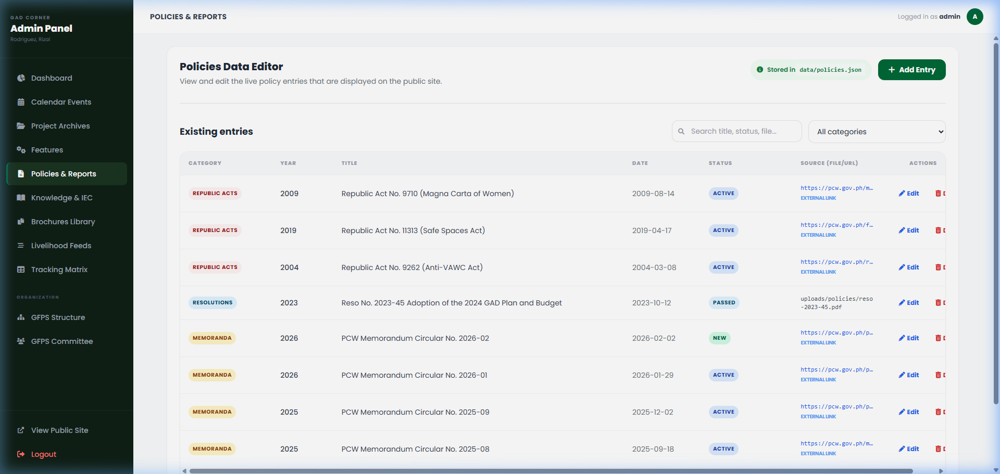 GAD CORNER
Admin Panel
Rodriguez, Rizal
Dashboard
Calendar Events
Project Archives
Features
Policies & Reports
Knowledge & IEC
Brochures Library
Livelihood Feeds
Tracking Matrix
ORGANIZATION
GFPS Structure
GFPS Committee
View Public Site
Logout
POLICIES & REPORTS
Logged in as admin A
Policies Data Editor
View and edit the live policy entries that are displayed on the public site.
Stored in data/policies.json
+ Add Entry
Existing entries
Search title, status, file...
All categories
CATEGORY YEAR TITLE DATE STATUS SOURCE (FILE/URL) ACTIONS
REPUBLIC ACTS 2009 Republic Act No. 9710 (Magna Carta of Women) 2009-08-14 ACTIVE https://pcw.gov.ph/m… Edit
EXTERNAL LINK
REPUBLIC ACTS 2019 Republic Act No. 11313 (Safe Spaces Act) 2019-04-17 ACTIVE https://pcw.gov.ph/f… Edit
EXTERNAL LINK
REPUBLIC ACTS 2004 Republic Act No. 9262 (Anti-VAWC Act) 2004-03-08 ACTIVE https://pcw.gov.ph/r… Edit
EXTERNAL LINK
RESOLUTIONS 2023 Reso No. 2023-45 Adoption of the 2024 GAD Plan and Budget 2023-10-12 PASSED uploads/policies/reso Edit
-2023-45.pdf
MEMORANDA 2026 PCW Memorandum Circular No. 2026-02 2026-02-02 NEW https://pcw.gov.ph/p… Edit
EXTERNAL LINK
MEMORANDA 2026 PCW Memorandum Circular No. 2026-01 2026-01-29 ACTIVE https://pcw.gov.ph/p… Edit
EXTERNAL LINK
MEMORANDA 2025 PCW Memorandum Circular No. 2025-09 2025-12-02 ACTIVE https://pcw.gov.ph/p… Edit
EXTERNAL LINK
MEMORANDA 2025 PCW Memorandum Circular No. 2025-08 2025-09-18 ACTIVE https://pcw.gov.ph/m… Edit
EXTERNAL LINK